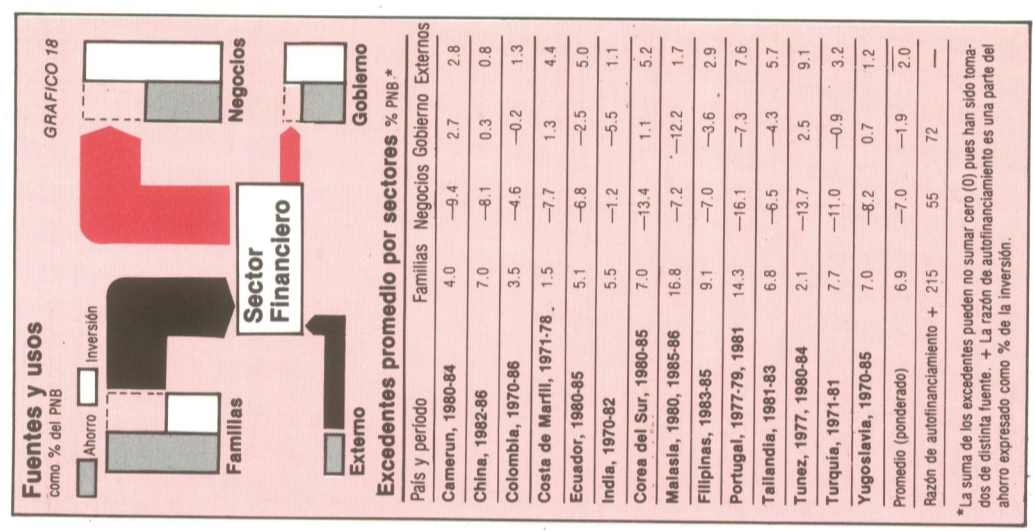 GRAFICO 18
Fuentes y usos
como % del PNB
Ahorro Inversión
Familias
Negocios
Sector
Financiero
Externo
Gobierno
Excedentes promedio por sectores % PNB *
País y período Familias Negocios Gobierno Externos
Camerun, 1980-84 4.0 —9.4 2.7 2.8
China, 1982-86 7.0 —8.1 0.3 0.8
Colombia, 1970-86 3.5 —4.6 —0.2 1.3
Costa de Marfil, 1971-78 1.5 —7.7 1.3 4.4
Ecuador, 1980-85 5.1 —6.8 —2.5 5.0
India, 1970-82 5.5 —1.2 —5.5 1.1
Corea del Sur, 1980-85 7.0 —13.4 1.1 5.2
Malasia, 1980, 1985-86 16.8 —7.2 —12.2 1.7
Filipinas, 1983-85 9.1 —7.0 —3.6 2.9
Portugal, 1977-79, 1981 14.3 —16.1 —7.3 7.6
Tailandia, 1981-83 6.8 —6.5 —4.3 5.7
Tunez, 1977, 1980-84 2.1 —13.7 2.5 9.1
Turquia, 1971-81 7.7 —11.0 —0.9 3.2
Yugoslavia, 1970-85 7.0 —8.2 0.7 1.2
Promedio (ponderado) 6.9 —7.0 —1.9 2.0
Razón de autofinanciamiento + 215 55 72 —
*La suma de los excedentes pueden no sumar cero (0) pues han sido toma-
dos de distinta fuente. + La razón de autofinanciamiento es una parte del
ahorro expresado como % de la inversión.